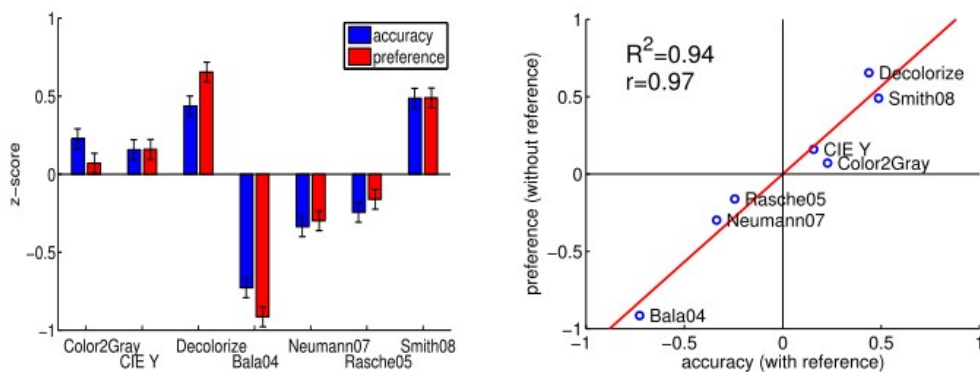 1
0.5
0
−0.5
−1
z−score
accuracy
preference
Color2Gray
CIE Y
Decolorize
Bala04
Neumann07
Rasche05
Smith08
1
0.5
0
−0.5
−1
preference (without reference)
R²=0.94
r=0.97
Decolorize
Smith08
CIE Y
Color2Gray
Rasche05
Neumann07
Bala04
−1
−0.5
0
0.5
1
accuracy (with reference)